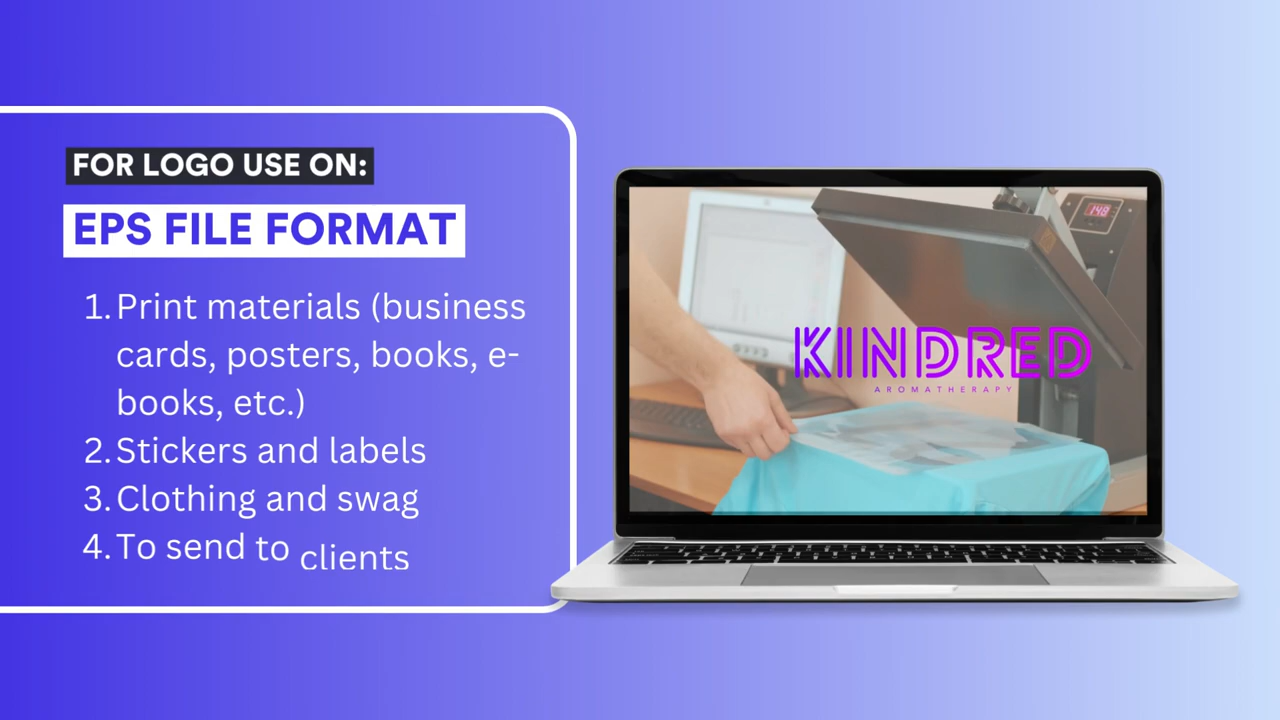 FOR LOGO USE ON:
EPS FILE FORMAT
1. Print materials (business
cards, posters, books, e-
books, etc.)
2. Stickers and labels
3. Clothing and swag
4. To send to clients
148
KINDRED
AROMATHERAPY